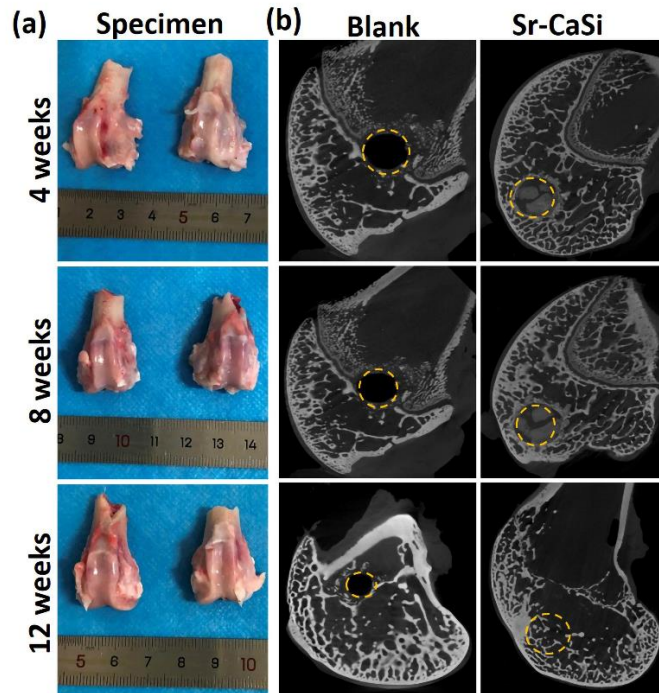 (a) Specimen (b) Blank Sr-CaSi
4 weeks
2 3 4 5 6 7
8 weeks
8 9 10 11 12 13 14
12 weeks
5 6 7 8 9 10